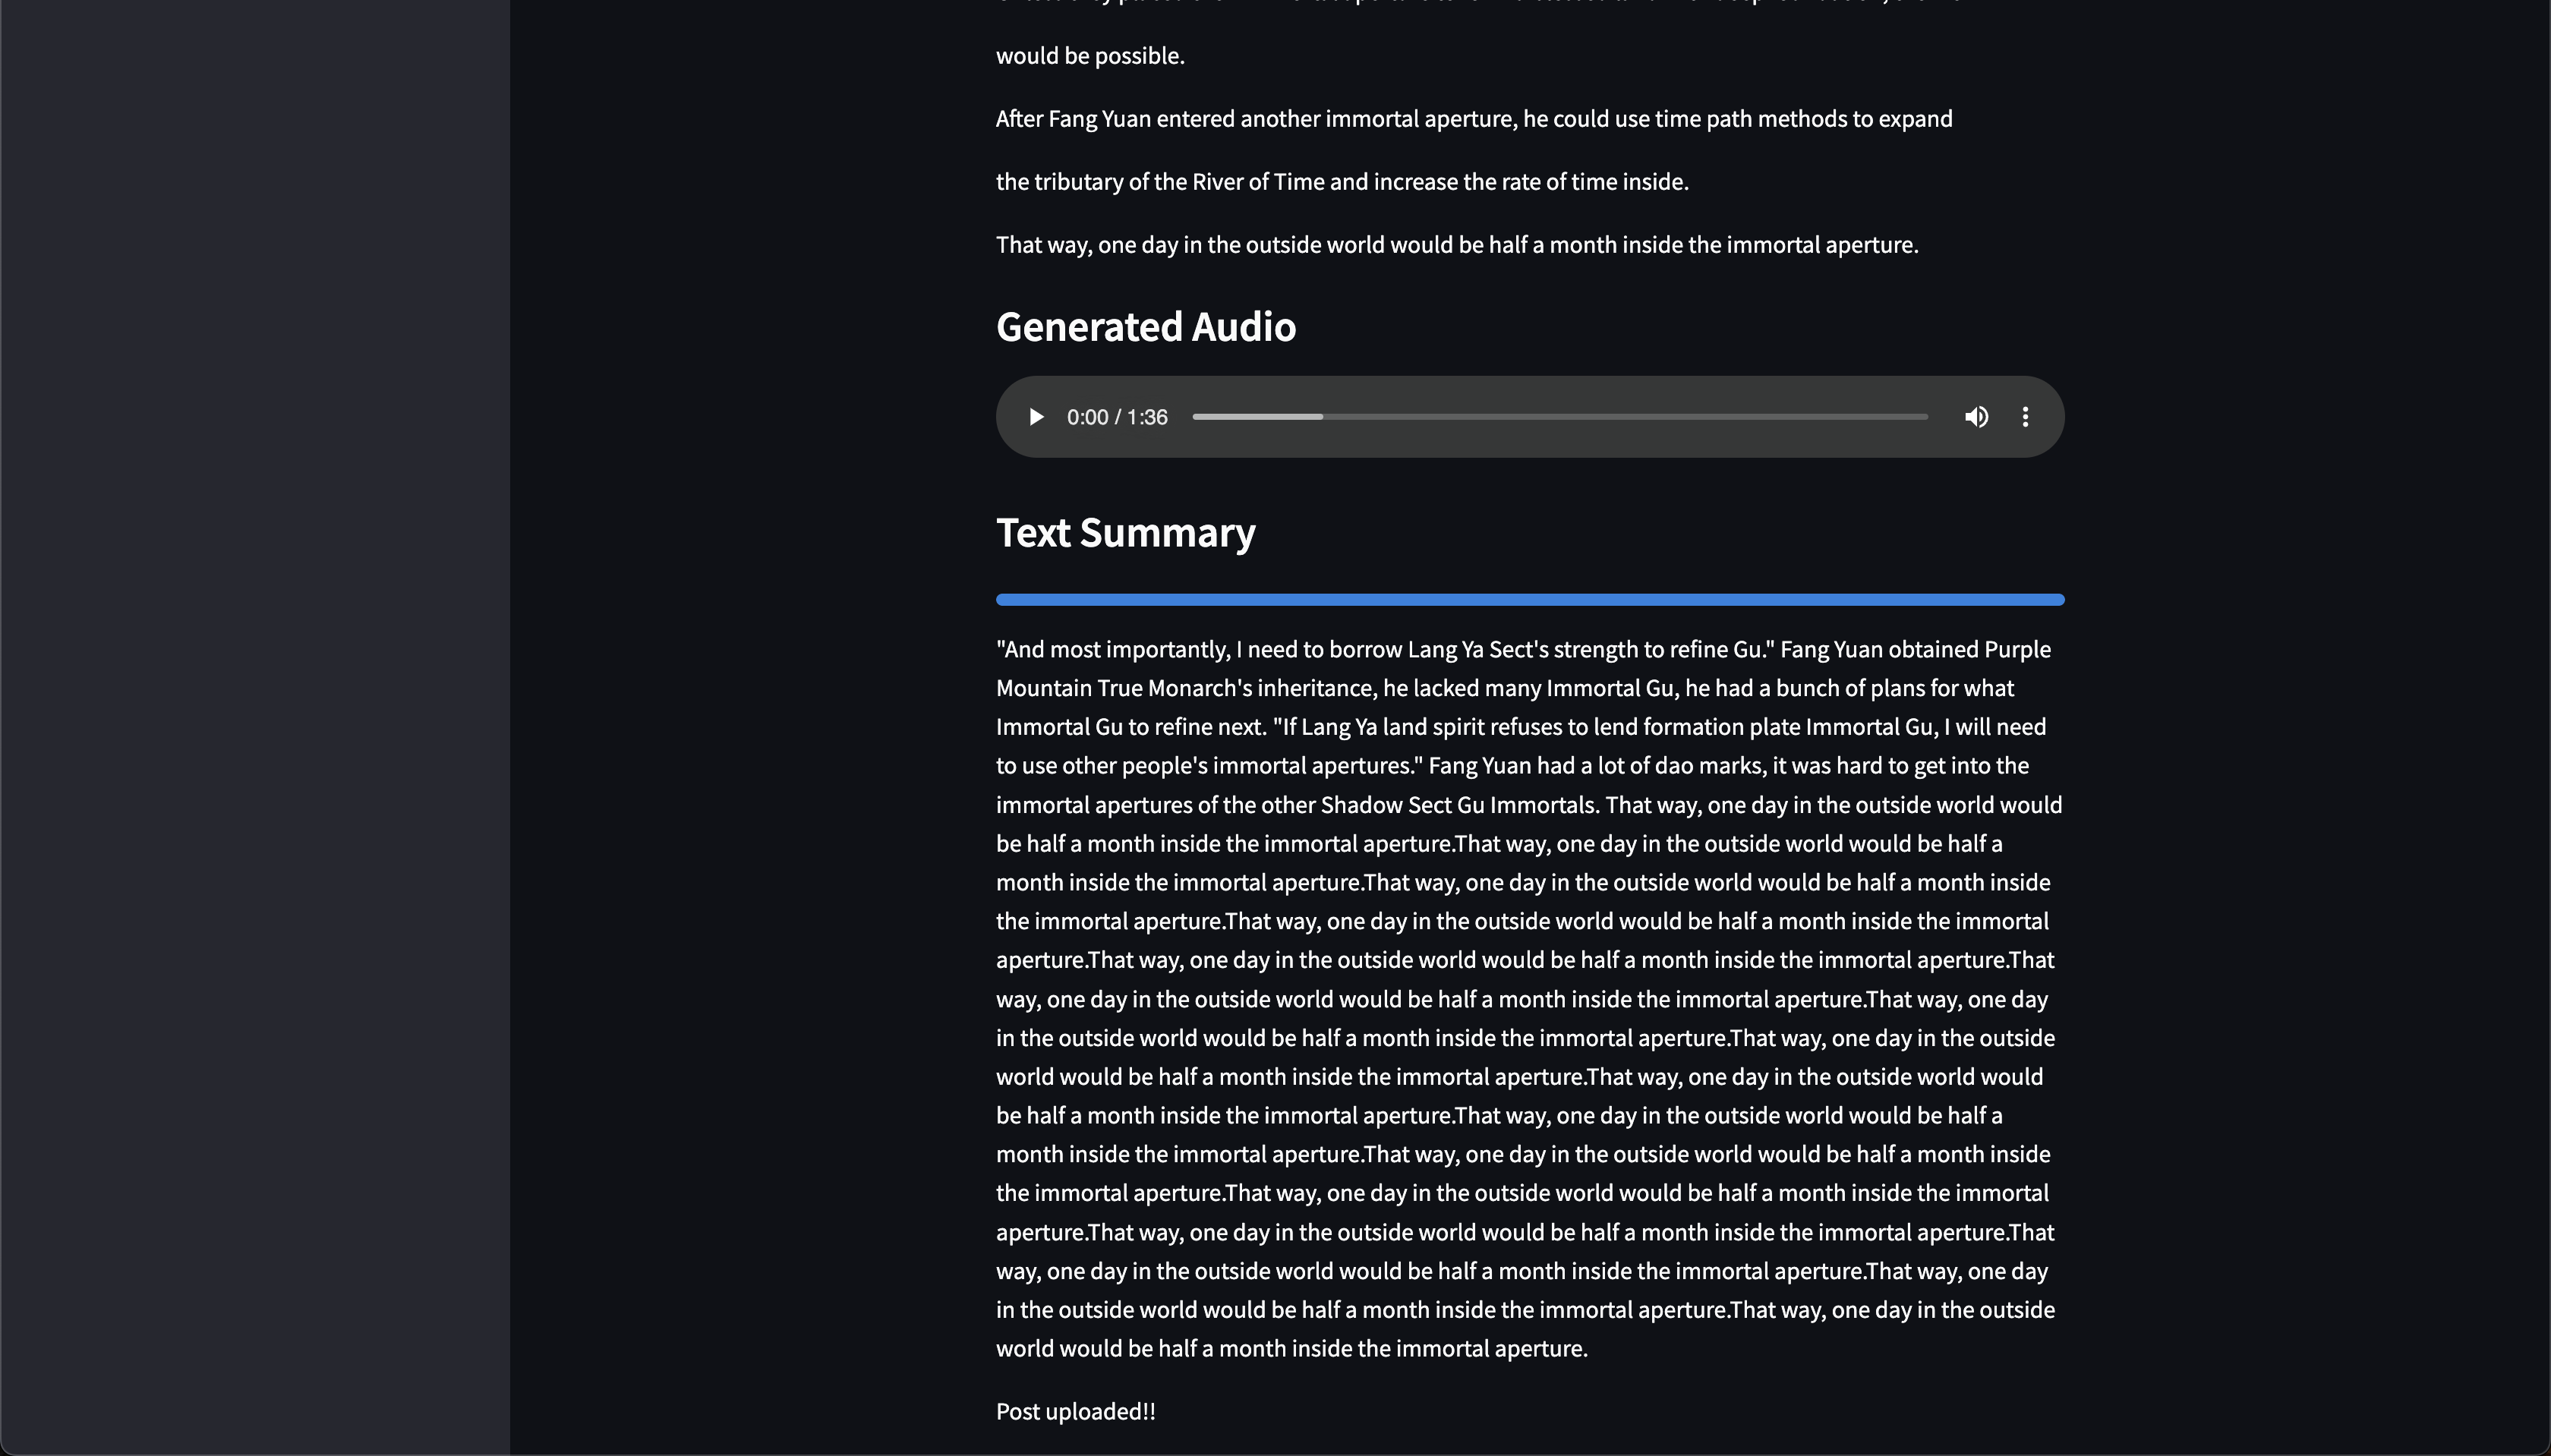 would be possible.
After Fang Yuan entered another immortal aperture, he could use time path methods to expand
the tributary of the River of Time and increase the rate of time inside.
That way, one day in the outside world would be half a month inside the immortal aperture.
Generated Audio
0:00 / 1:36
Text Summary
"And most importantly, I need to borrow Lang Ya Sect's strength to refine Gu." Fang Yuan obtained Purple
Mountain True Monarch's inheritance, he lacked many Immortal Gu, he had a bunch of plans for what
Immortal Gu to refine next. "If Lang Ya land spirit refuses to lend formation plate Immortal Gu, I will need
to use other people's immortal apertures." Fang Yuan had a lot of dao marks, it was hard to get into the
immortal apertures of the other Shadow Sect Gu Immortals. That way, one day in the outside world would
be half a month inside the immortal aperture.That way, one day in the outside world would be half a
month inside the immortal aperture.That way, one day in the outside world would be half a month inside
the immortal aperture.That way, one day in the outside world would be half a month inside the immortal
aperture.That way, one day in the outside world would be half a month inside the immortal aperture.That
way, one day in the outside world would be half a month inside the immortal aperture.That way, one day
in the outside world would be half a month inside the immortal aperture.That way, one day in the outside
world would be half a month inside the immortal aperture.That way, one day in the outside world would
be half a month inside the immortal aperture.That way, one day in the outside world would be half a
month inside the immortal aperture.That way, one day in the outside world would be half a month inside
the immortal aperture.That way, one day in the outside world would be half a month inside the immortal
aperture.That way, one day in the outside world would be half a month inside the immortal aperture.That
way, one day in the outside world would be half a month inside the immortal aperture.That way, one day
in the outside world would be half a month inside the immortal aperture.That way, one day in the outside
world would be half a month inside the immortal aperture.
Post uploaded!!